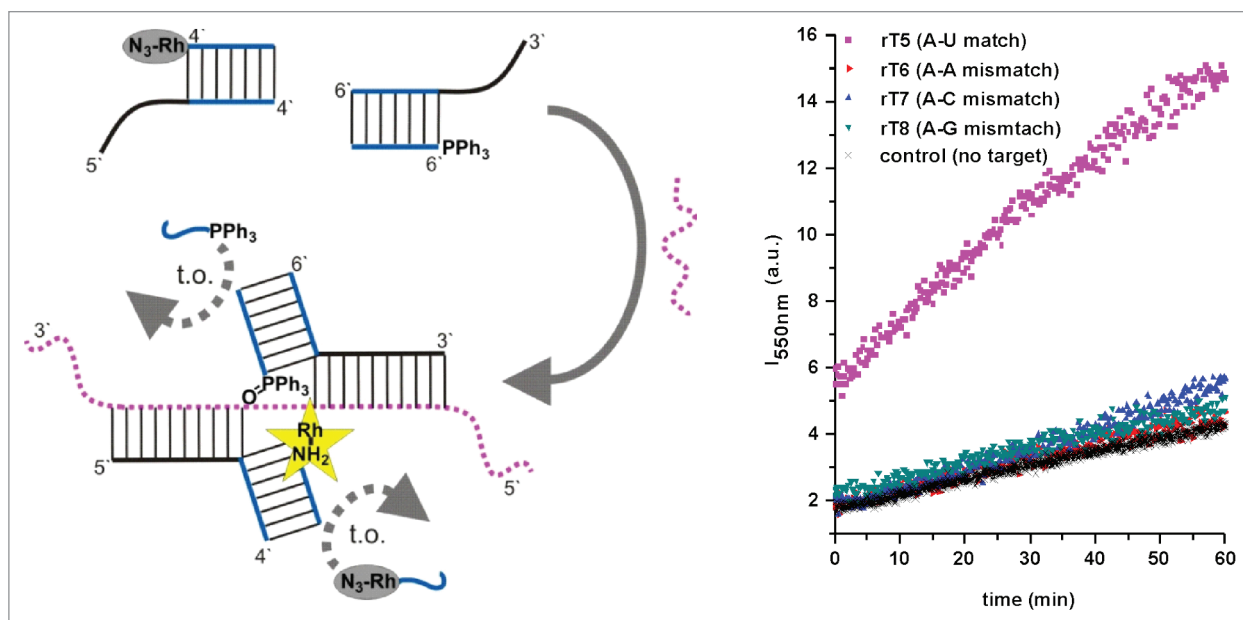 N₃-Rh
4`
4`
5`
3`
6`
6`
PPh₃
PPh₃
t.o.
6`
3`
3`
PPh₃
O
Rh
NH₂
5`
5`
4`
t.o.
N₃-Rh
16
14
12
10
8
6
4
2
I550nm (a.u.)
rT5 (A-U match)
rT6 (A-A mismatch)
rT7 (A-C mismatch)
rT8 (A-G mismtach)
control (no target)
0 10 20 30 40 50 60
time (min)